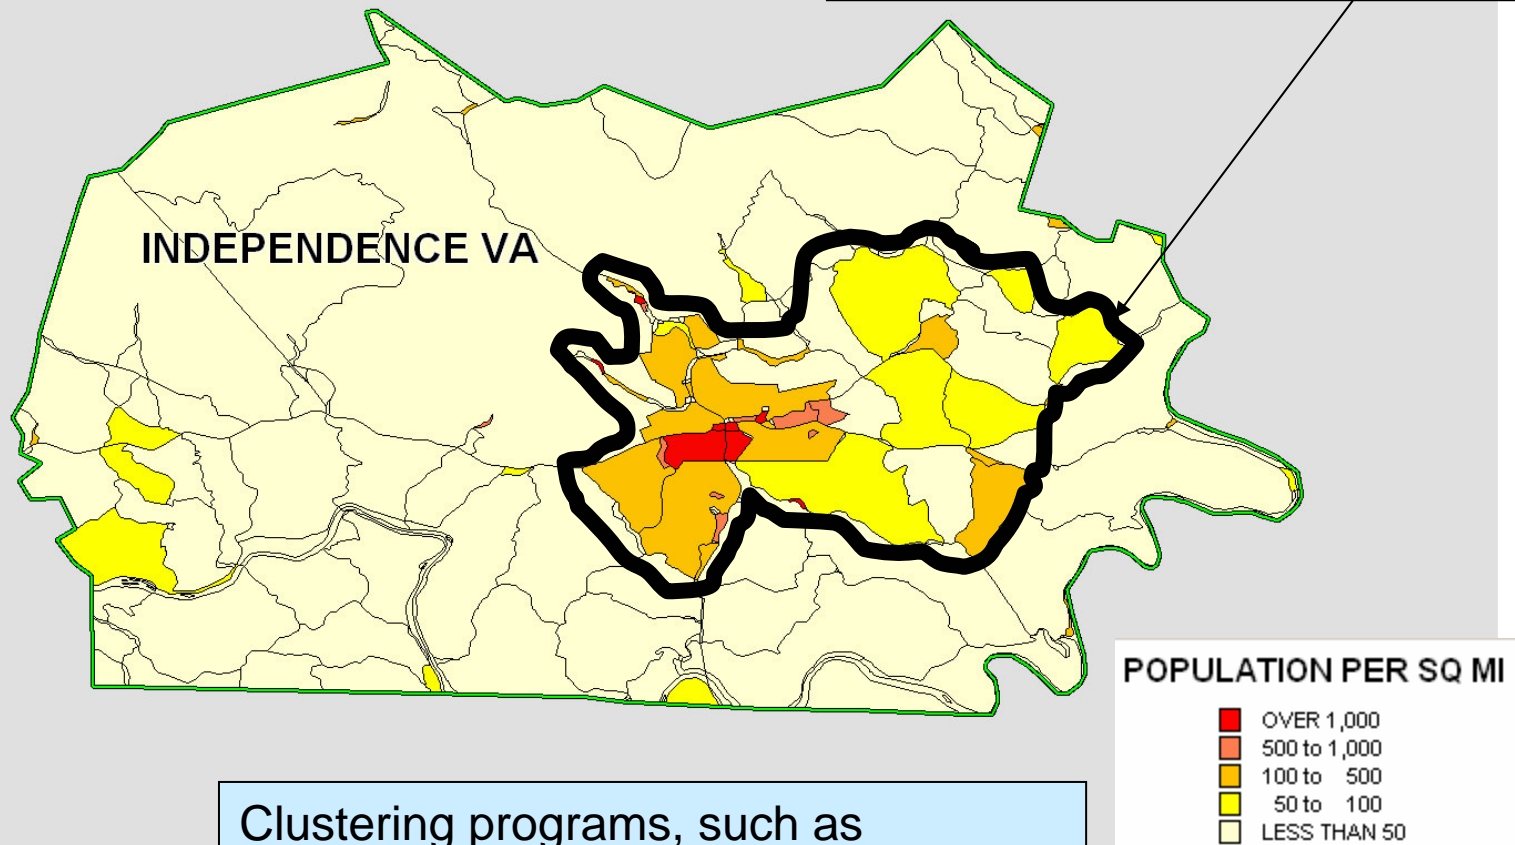 INDEPENDENCE VA
POPULATION PER SQ MI
OVER 1,000
500 to 1,000
100 to 500
50 to 100
LESS THAN 50
Clustering programs, such as